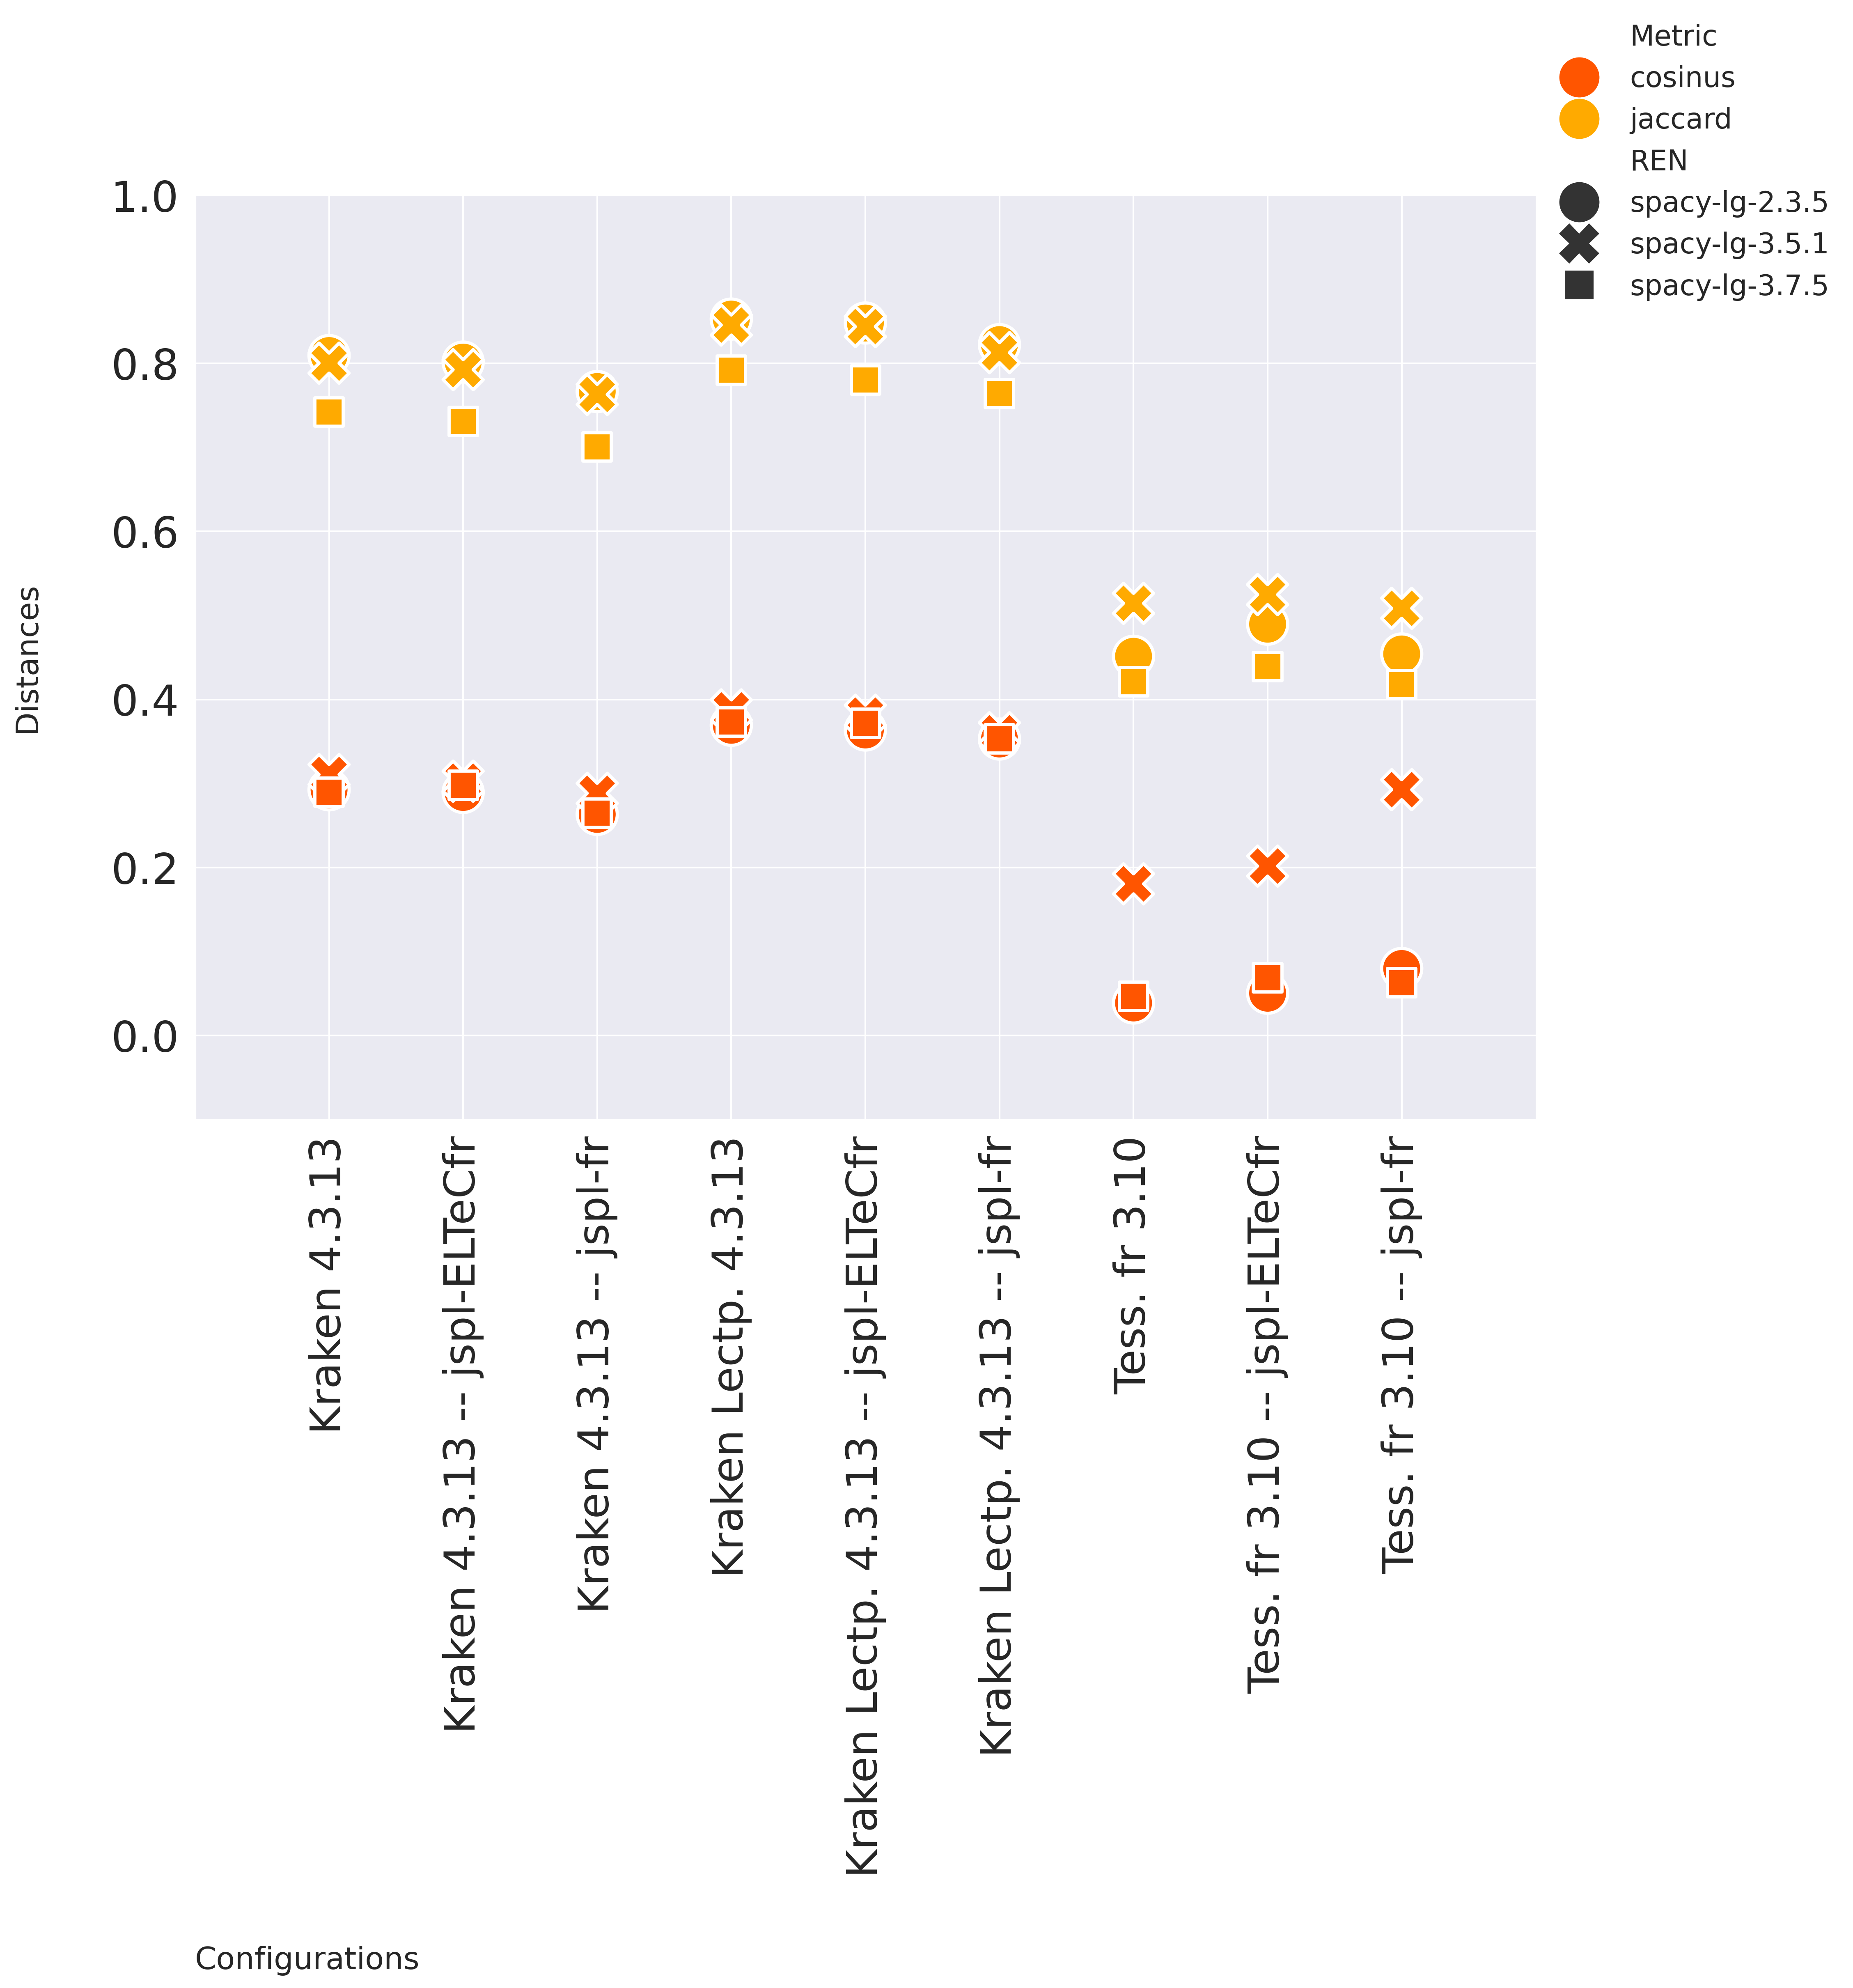 Metric
cosinus
jaccard
REN
spacy-lg-2.3.5
spacy-lg-3.5.1
spacy-lg-3.7.5
1.0
0.8
0.6
0.4
0.2
0.0
Distances
Kraken 4.3.13
Kraken 4.3.13 -- jspl-ELTeCfr
Kraken 4.3.13 -- jspl-fr
Kraken Lectp. 4.3.13
Kraken Lectp. 4.3.13 -- jspl-ELTeCfr
Kraken Lectp. 4.3.13 -- jspl-fr
Tess. fr 3.10
Tess. fr 3.10 -- jspl-ELTeCfr
Tess. fr 3.10 -- jspl-fr
Configurations